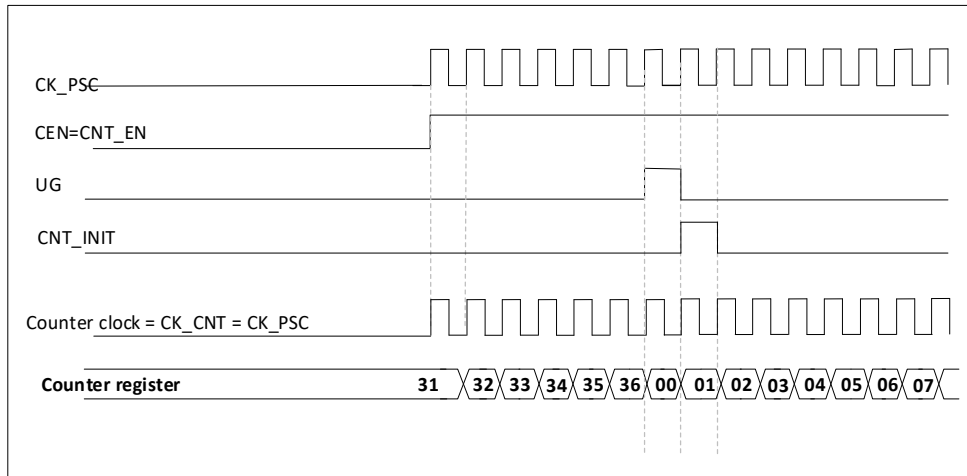 CK_PSC
CEN=CNT_EN
UG
CNT_INIT
Counter clock = CK_CNT = CK_PSC
Counter register 31 32 33 34 35 36 00 01 02 03 04 05 06 07